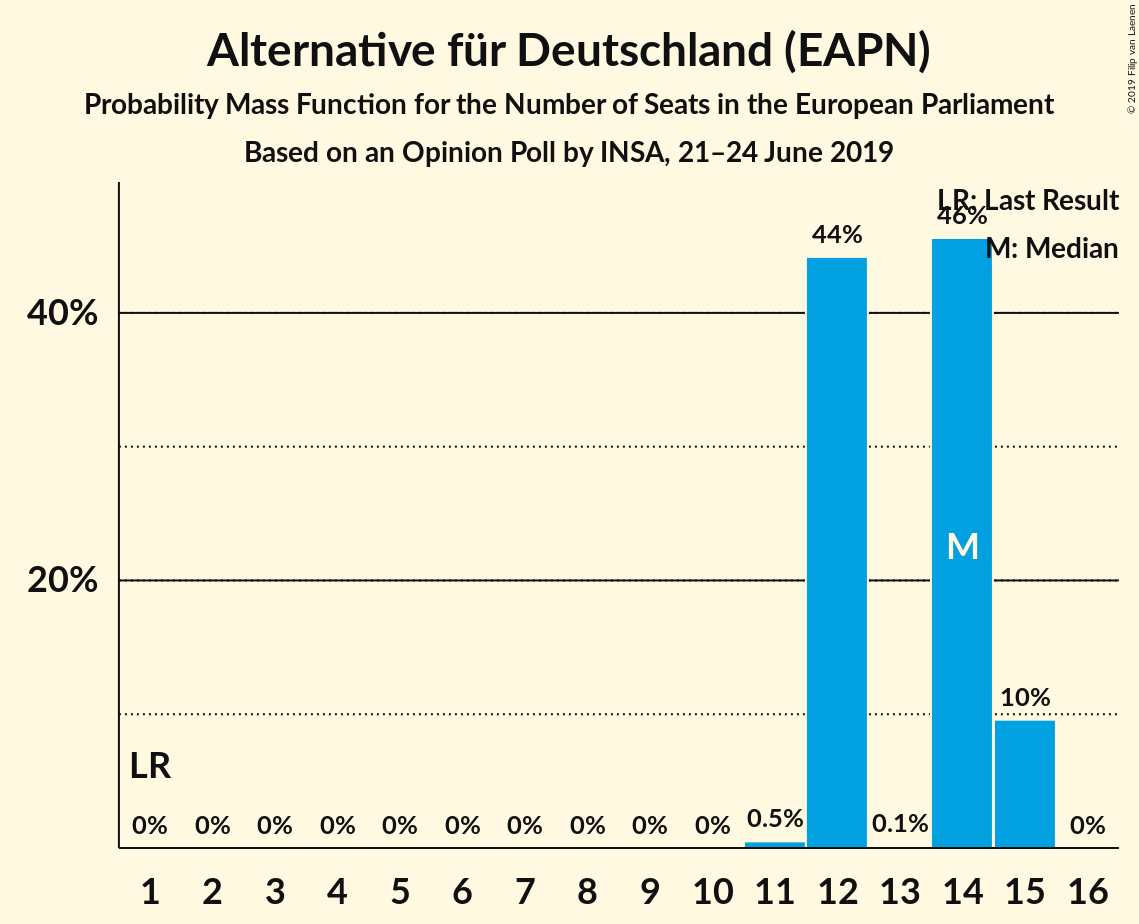 Alternative für Deutschland (EAPN)
Probability Mass Function for the Number of Seats in the European Parliament
Based on an Opinion Poll by INSA, 21–24 June 2019
© 2019 Filip van Laenen
LR: Last Result
M: Median
44%
46%
40%
M
20%
10%
LR
0% 0% 0% 0% 0% 0% 0% 0% 0% 0% 0.5% 0.1% 0%
1 2 3 4 5 6 7 8 9 10 11 12 13 14 15 16